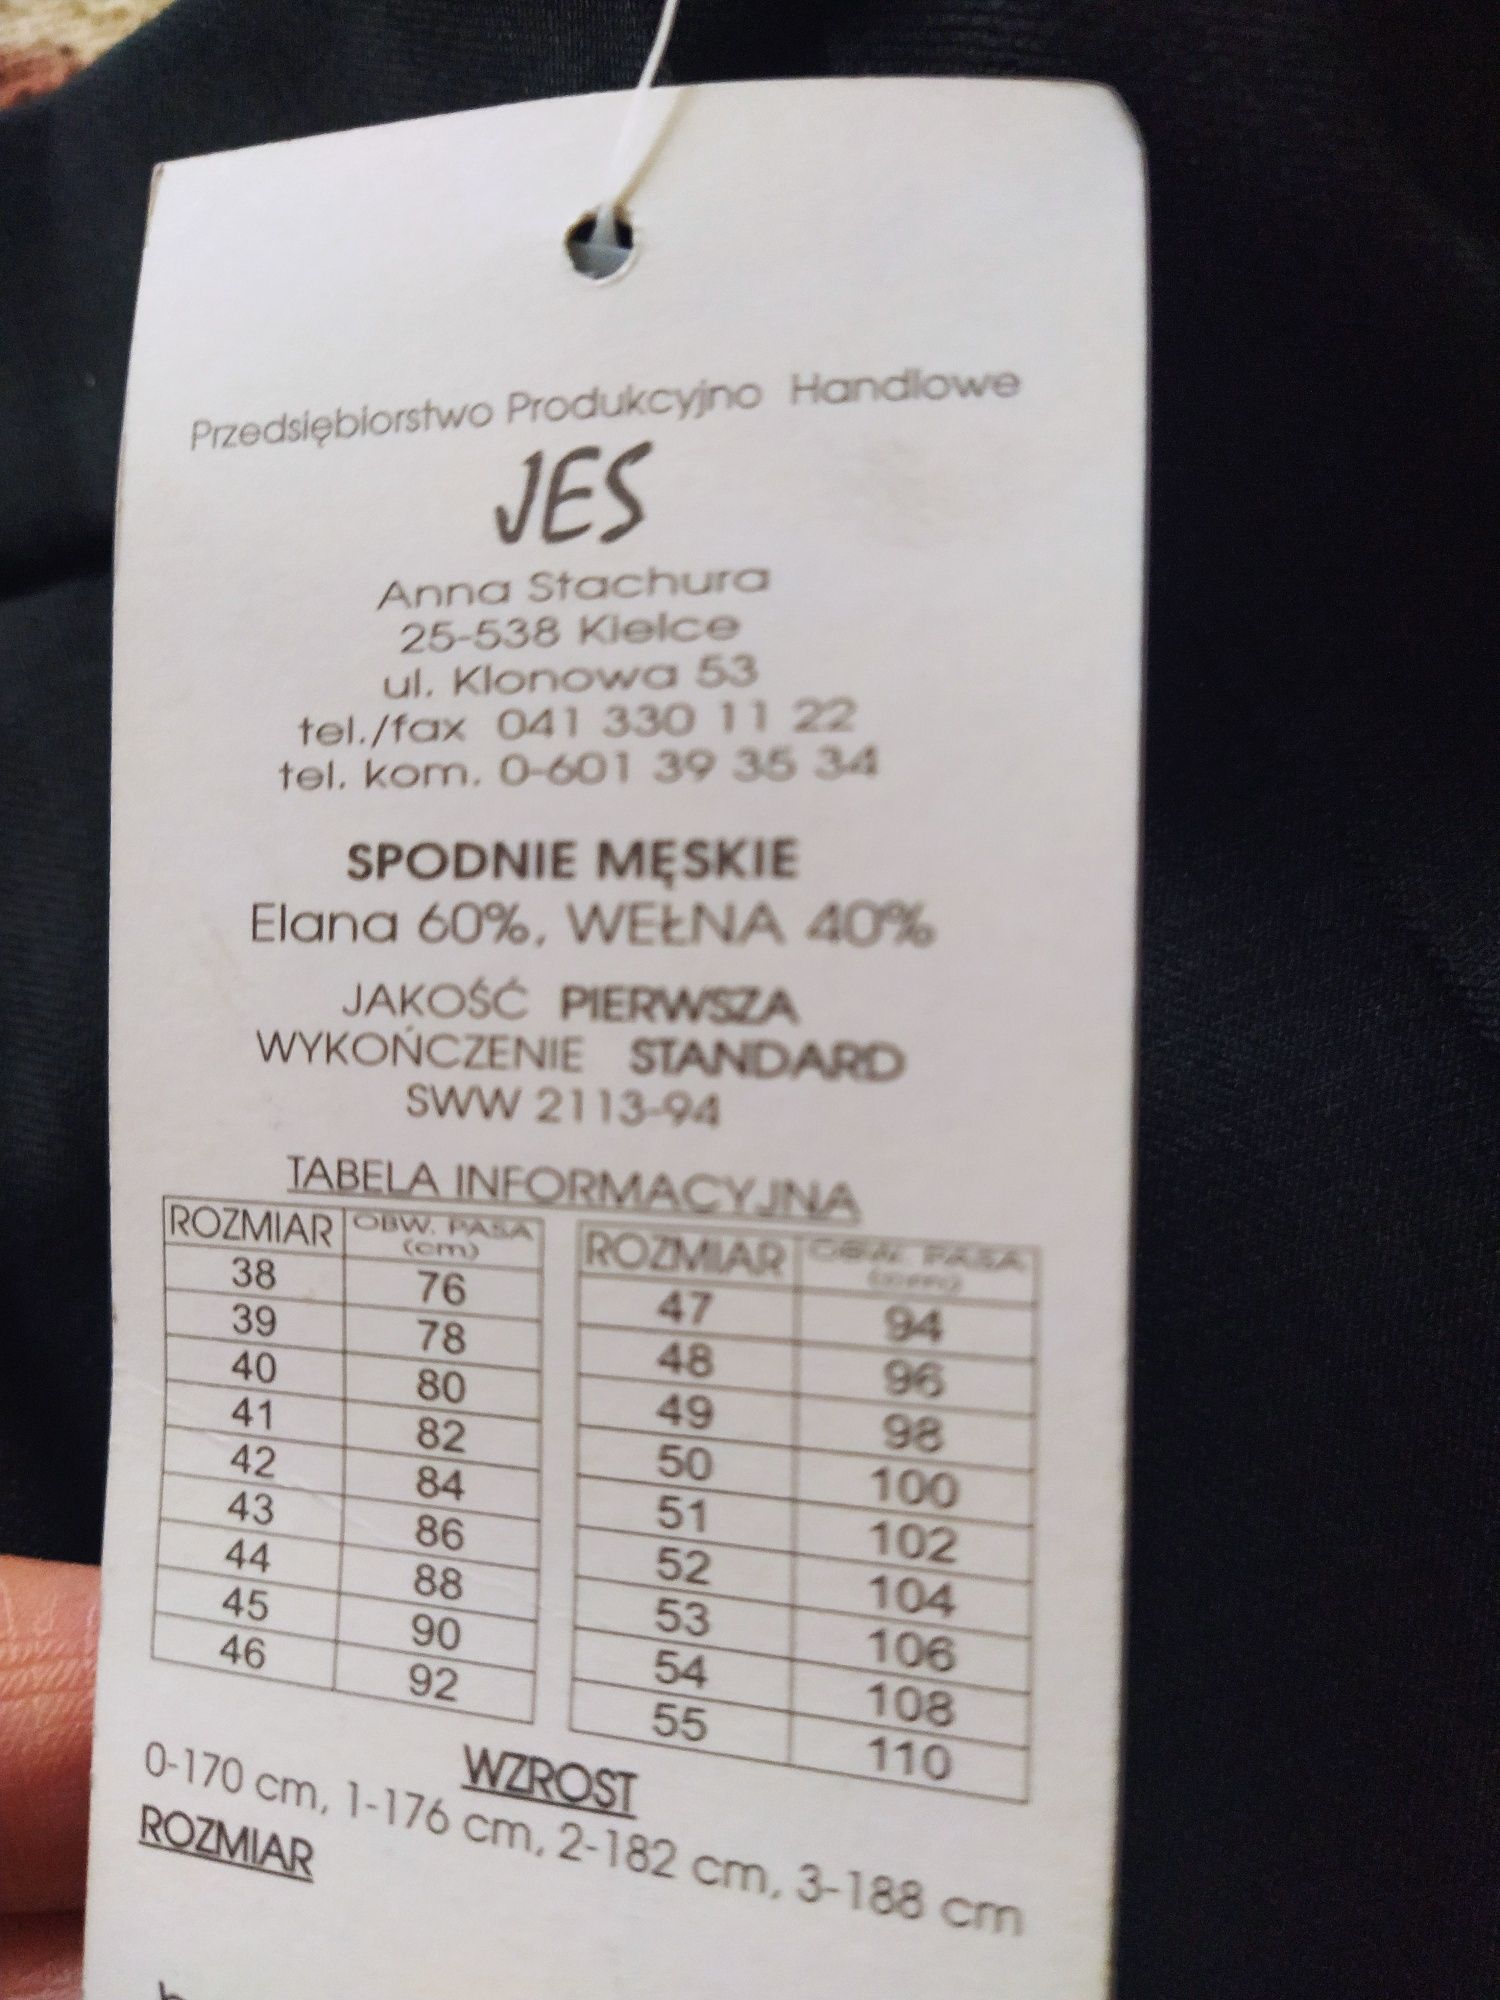 Przedsiębiorstwo Produkcyjno Handlowe
JES
Anna Stachura
25-538 Kielce
ul. Klonowa 53
tel./fax 041 330 11 22
tel. kom. 0-601 39 35 34
SPODNIE MĘSKIE
Elana 60%, WEŁNA 40%
JAKOŚĆ PIERWSZA
WYKOŃCZENIE STANDARD
SWW 2113-94
TABELA INFORMACYJNA
ROZMIAR OBW. PASA (cm) ROZMIAR OBW. PASA (cm)
38 76 47 94
39 78 48 96
40 80 49 98
41 82 50 100
42 84 51 102
43 86 52 104
44 88 53 106
45 90 54 108
46 92 55 110
WZROST
0-170 cm, 1-176 cm, 2-182 cm, 3-188 cm
ROZMIAR